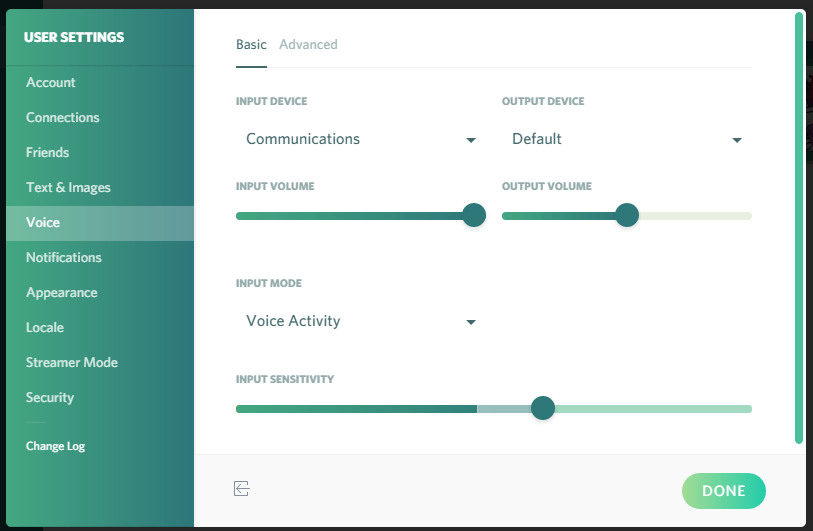 USER SETTINGS
Account
Connections
Friends
Text & Images
Voice
Notifications
Appearance
Locale
Streamer Mode
Security
Change Log
Basic Advanced
INPUT DEVICE OUTPUT DEVICE
Communications Default
INPUT VOLUME OUTPUT VOLUME
INPUT MODE
Voice Activity
INPUT SENSITIVITY
DONE